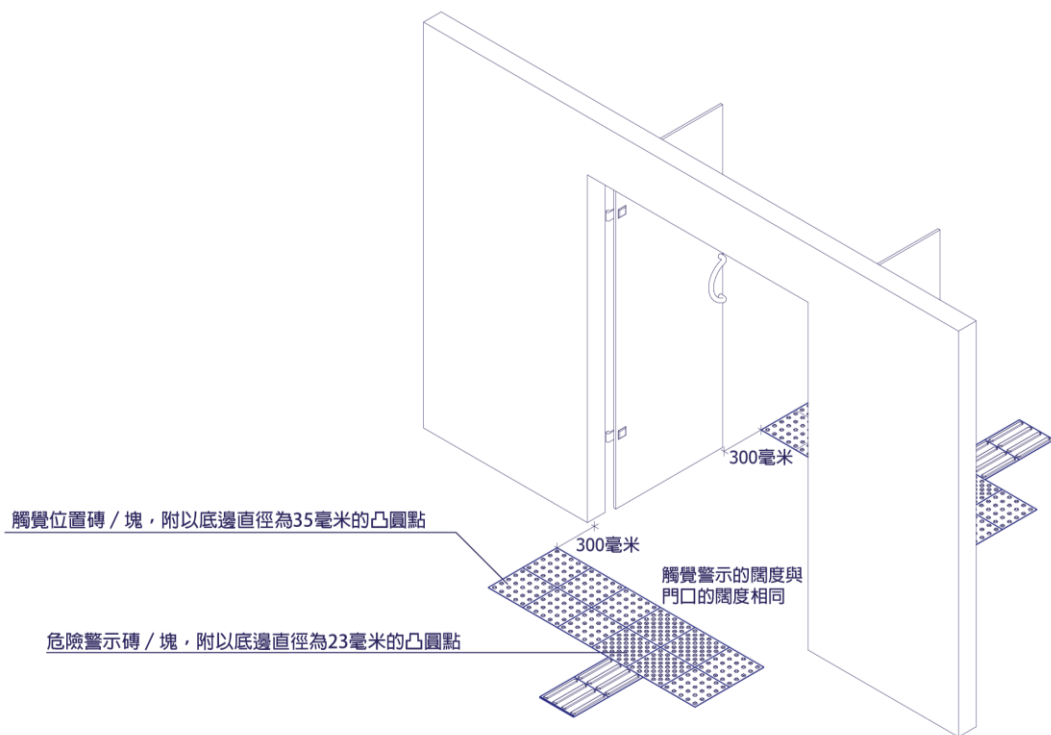 300毫米
觸覺位置磚 / 塊，附以底邊直徑為35毫米的凸圓點
300毫米
觸覺警示的闊度與
門口的闊度相同
危險警示磚 / 塊，附以底邊直徑為23毫米的凸圓點